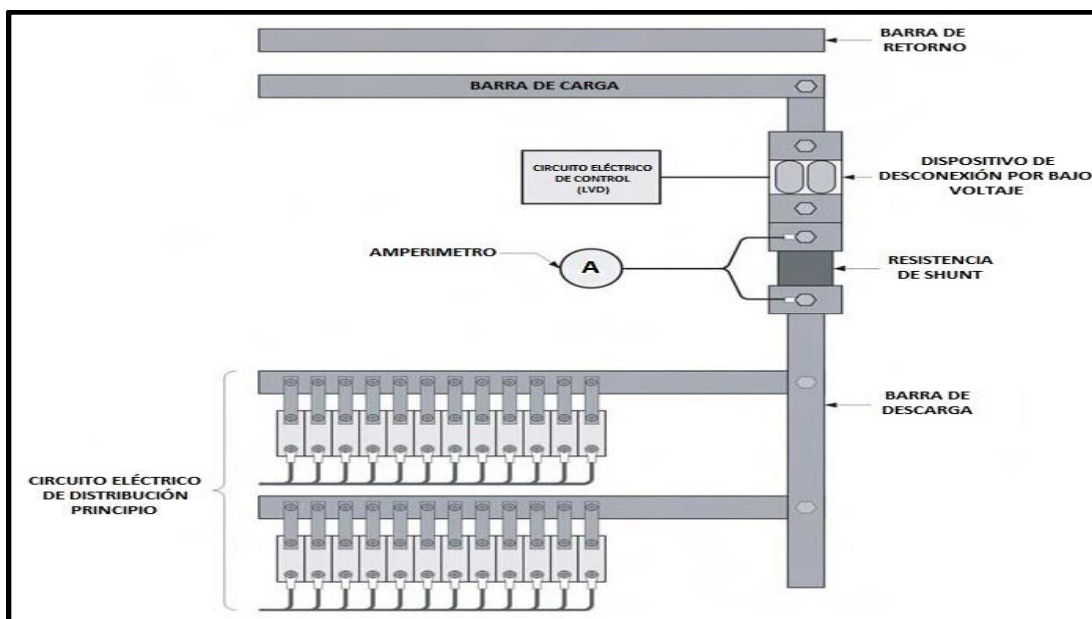 BARRA DE
RETORNO
BARRA DE CARGA
CIRCUITO ELÉCTRICO
DE CONTROL
(LVD)
DISPOSITIVO DE
DESCONEXIÓN POR BAJO
VOLTAJE
AMPERIMETRO
A
RESISTENCIA
DE SHUNT
BARRA DE
DESCARGA
CIRCUITO ELÉCTRICO
DE DISTRIBUCIÓN
PRINCIPIO